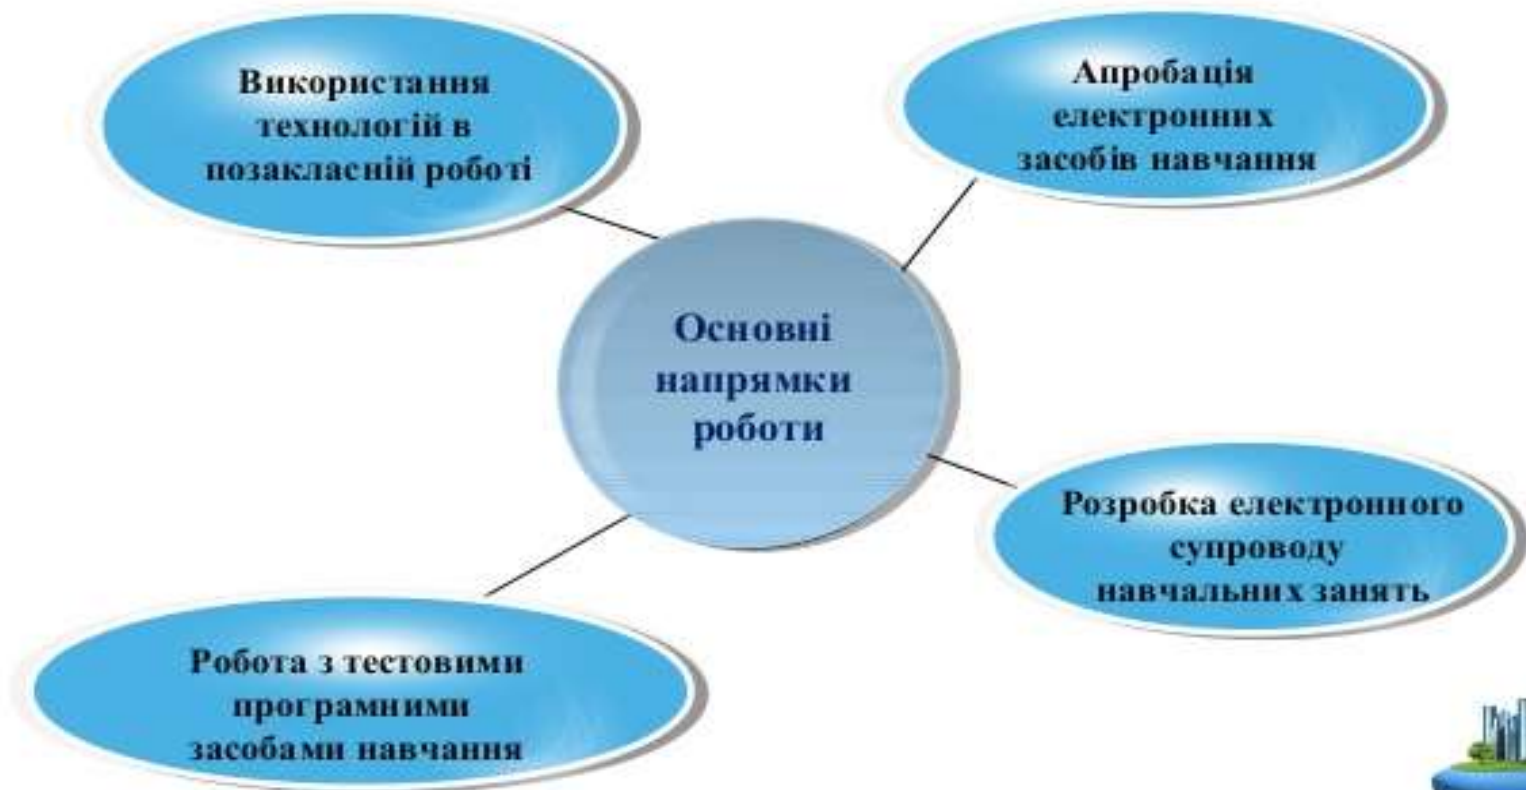 Використання
технологій в
позакласній роботі
Апробація
електронних
засобів навчання
Основні
напрямки
роботи
Розробка електронного
супроводу
навчальних занять
Робота з тестовими
програмними
засобами навчання